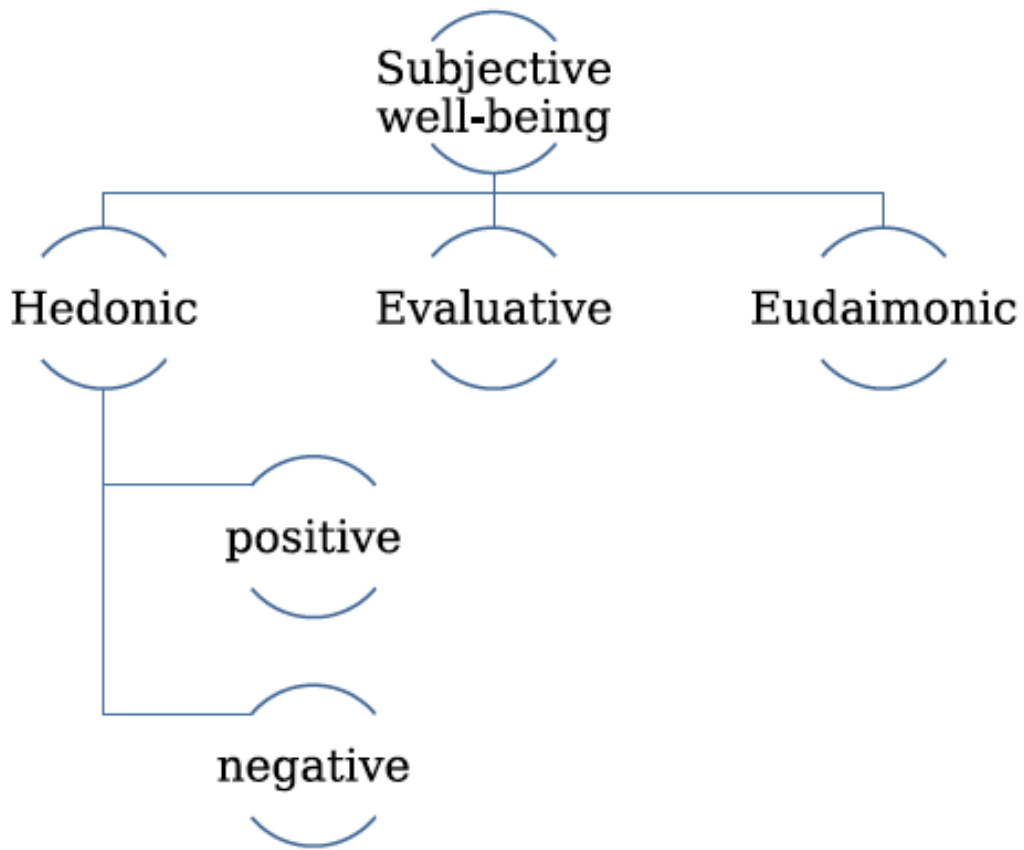 Subjective
well-being
Hedonic
Evaluative
Eudaimonic
positive
negative